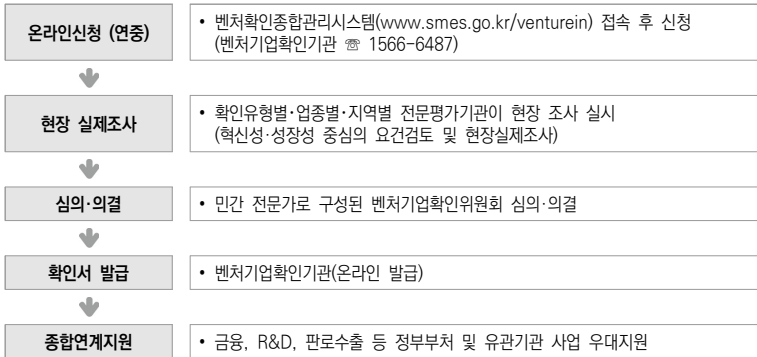 온라인신청 (연중)
• 벤처확인종합관리시스템(www.smes.go.kr/venturein) 접속 후 신청
(벤처기업확인기관 ☏ 1566-6487)
현장 실제조사
• 확인유형별·업종별·지역별 전문평가기관이 현장 조사 실시
(혁신성·성장성 중심의 요건검토 및 현장실제조사)
심의·의결
• 민간 전문가로 구성된 벤처기업확인위원회 심의·의결
확인서 발급
• 벤처기업확인기관(온라인 발급)
종합연계지원
• 금융, R&D, 판로수출 등 정부부처 및 유관기관 사업 우대지원